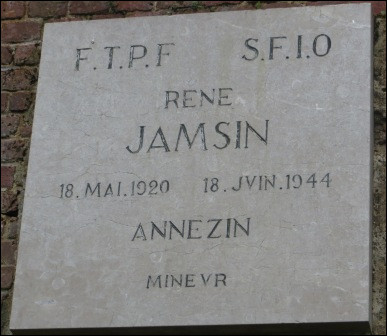 F.T.P.F S.F.I.O
RENE
JAMSIN
18.MAI.1920 18.JVIN.1944
ANNEZIN
MINEVR